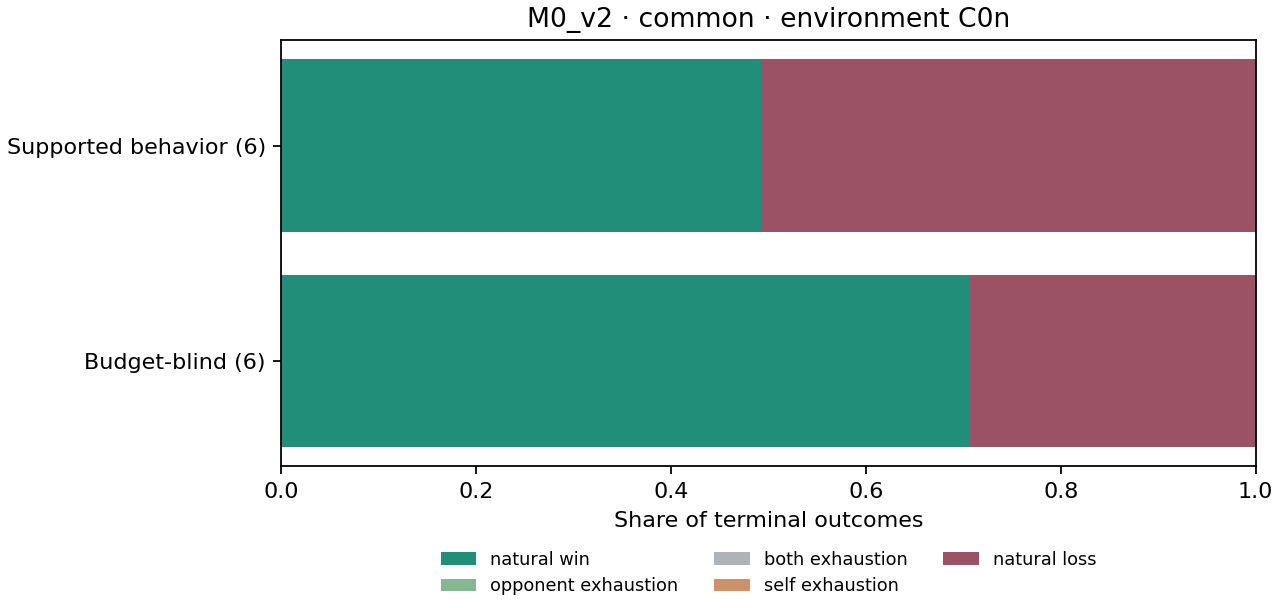 M0_v2 · common · environment C0n
Supported behavior (6)
Budget-blind (6)
0.0 0.2 0.4 0.6 0.8 1.0
Share of terminal outcomes
natural win both exhaustion natural loss
opponent exhaustion self exhaustion